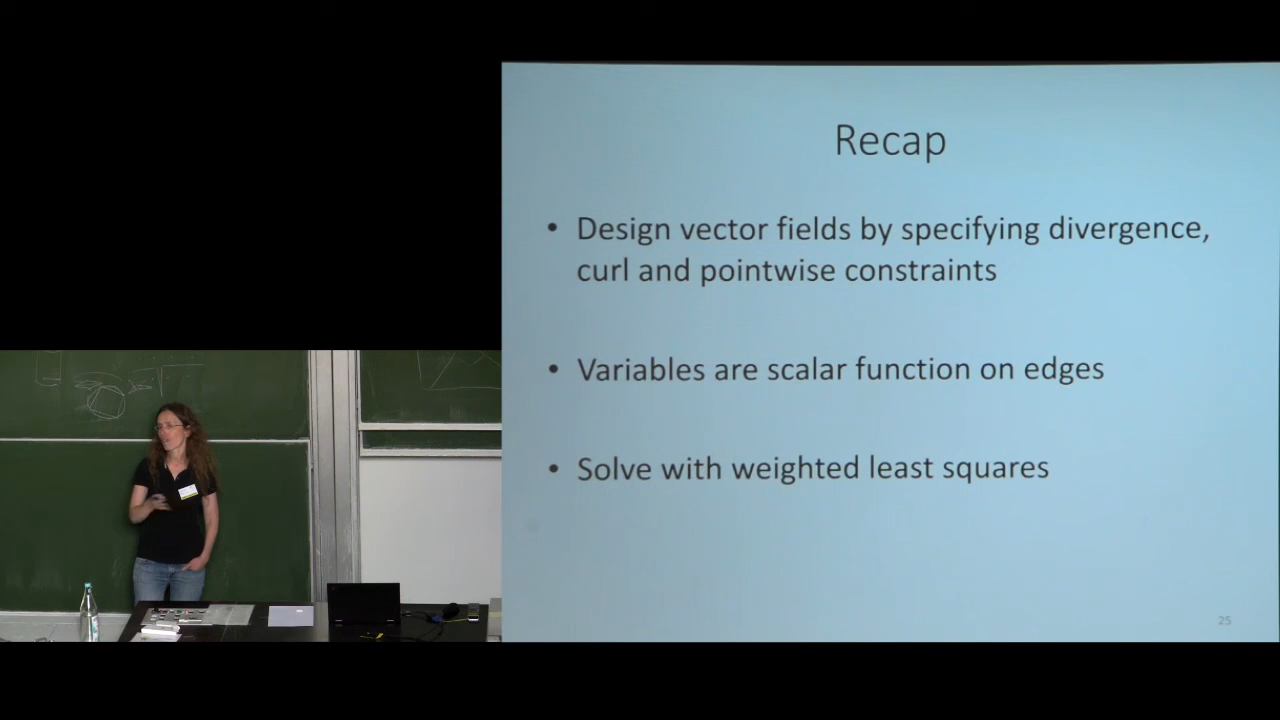 Recap
• Design vector fields by specifying divergence,
curl and pointwise constraints
• Variables are scalar function on edges
• Solve with weighted least squares
25